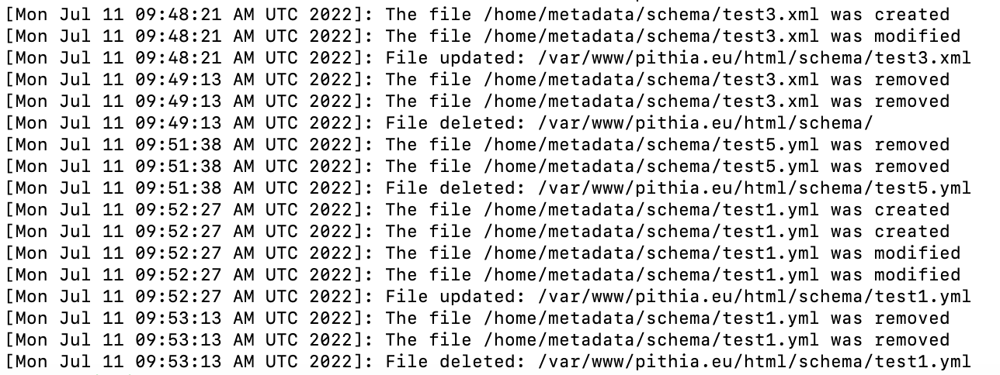 [Mon Jul 11 09:48:21 AM UTC 2022]: The file /home/metadata/schema/test3.xml was created
[Mon Jul 11 09:48:21 AM UTC 2022]: The file /home/metadata/schema/test3.xml was modified
[Mon Jul 11 09:48:21 AM UTC 2022]: File updated: /var/www/pithia.eu/html/schema/test3.xml
[Mon Jul 11 09:49:13 AM UTC 2022]: The file /home/metadata/schema/test3.xml was removed
[Mon Jul 11 09:49:13 AM UTC 2022]: The file /home/metadata/schema/test3.xml was removed
[Mon Jul 11 09:49:13 AM UTC 2022]: File deleted: /var/www/pithia.eu/html/schema/
[Mon Jul 11 09:51:38 AM UTC 2022]: The file /home/metadata/schema/test5.yml was removed
[Mon Jul 11 09:51:38 AM UTC 2022]: The file /home/metadata/schema/test5.yml was removed
[Mon Jul 11 09:51:38 AM UTC 2022]: File deleted: /var/www/pithia.eu/html/schema/test5.yml
[Mon Jul 11 09:52:27 AM UTC 2022]: The file /home/metadata/schema/test1.yml was created
[Mon Jul 11 09:52:27 AM UTC 2022]: The file /home/metadata/schema/test1.yml was created
[Mon Jul 11 09:52:27 AM UTC 2022]: The file /home/metadata/schema/test1.yml was modified
[Mon Jul 11 09:52:27 AM UTC 2022]: The file /home/metadata/schema/test1.yml was modified
[Mon Jul 11 09:52:27 AM UTC 2022]: File updated: /var/www/pithia.eu/html/schema/test1.yml
[Mon Jul 11 09:53:13 AM UTC 2022]: The file /home/metadata/schema/test1.yml was removed
[Mon Jul 11 09:53:13 AM UTC 2022]: The file /home/metadata/schema/test1.yml was removed
[Mon Jul 11 09:53:13 AM UTC 2022]: File deleted: /var/www/pithia.eu/html/schema/test1.yml